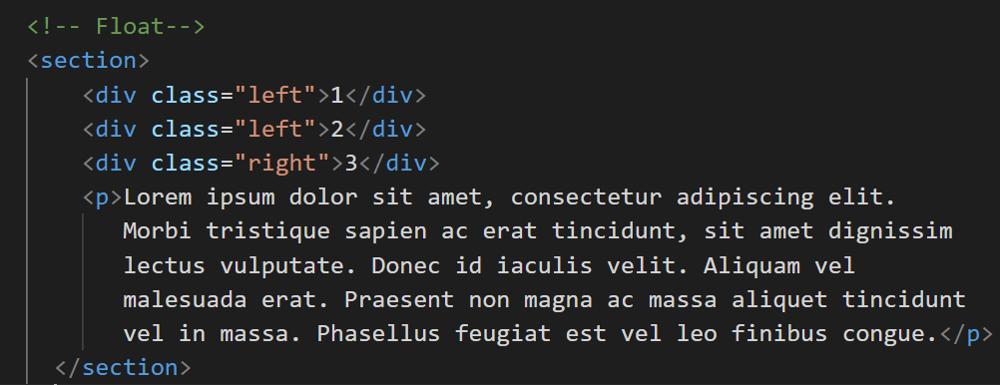 <!-- Float-->
<section>
<div class="left">1</div>
<div class="left">2</div>
<div class="right">3</div>
<p>Lorem ipsum dolor sit amet, consectetur adipiscing elit.
Morbi tristique sapien ac erat tincidunt, sit amet dignissim
lectus vulputate. Donec id iaculis velit. Aliquam vel
malesuada erat. Praesent non magna ac massa aliquet tincidunt
vel in massa. Phasellus feugiat est vel leo finibus congue.</p>
</section>